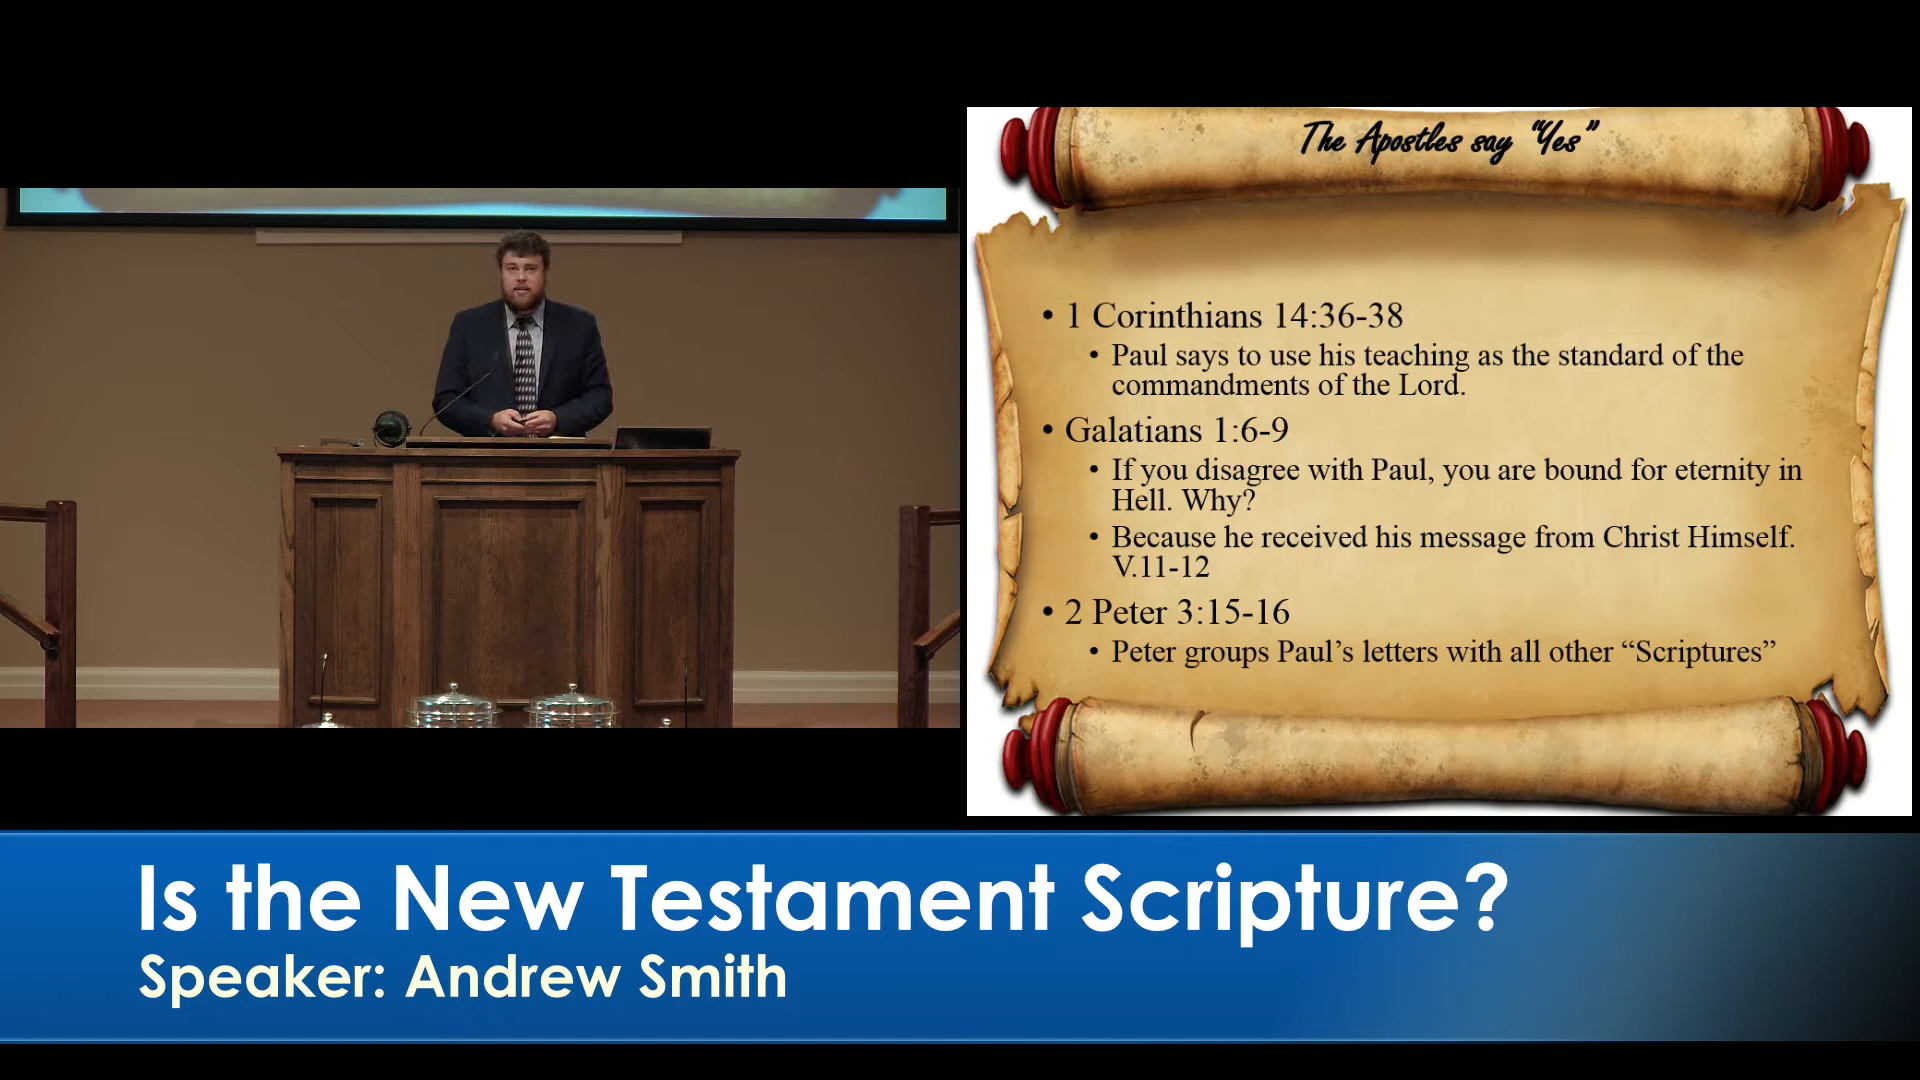 The Apostles say "Yes"
• 1 Corinthians 14:36-38
• Paul says to use his teaching as the standard of the
commandments of the Lord.
• Galatians 1:6-9
• If you disagree with Paul, you are bound for eternity in
Hell. Why?
• Because he received his message from Christ Himself.
V.11-12
• 2 Peter 3:15-16
• Peter groups Paul's letters with all other “Scriptures”
Is the New Testament Scripture?
Speaker: Andrew Smith